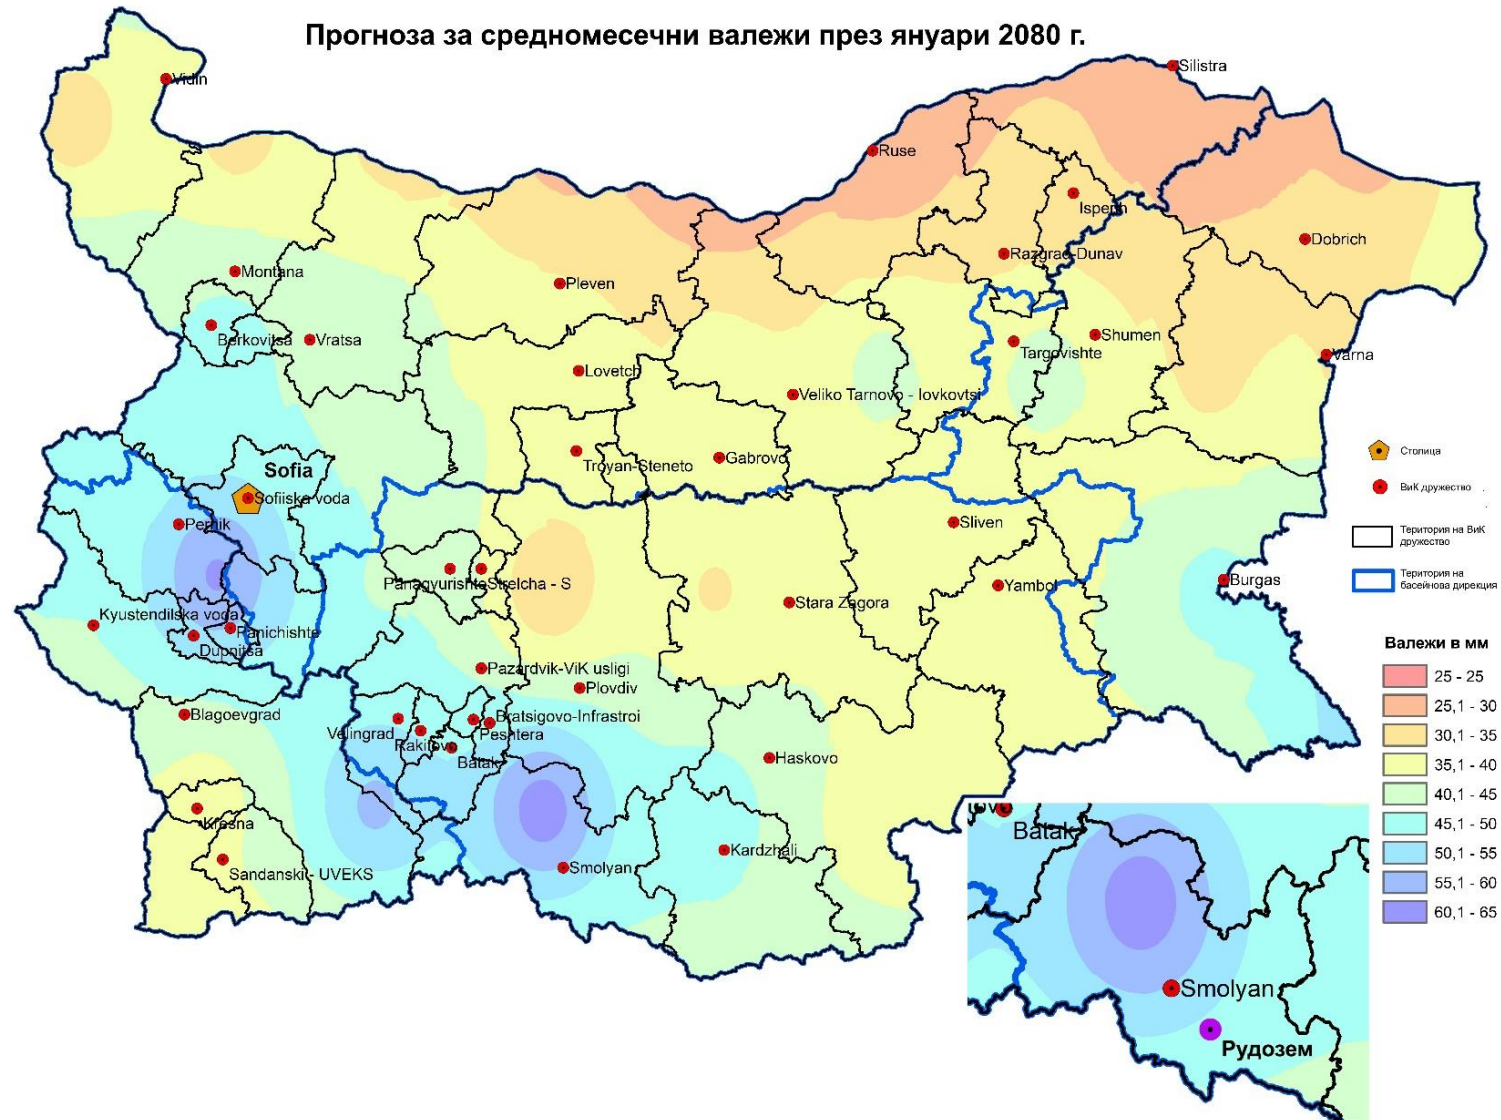 Прогноза за средномесечни валежи през януари 2080 г.
Silistra
Vidin
Ruse
Isperih
Dobrich
Razgrad-Dunav
Montana
Pleven
Berkovitsa
Vratsa
Shumen
Targovishte
Varna
Lovetch
Veliko Tarnovo - Iovkovtsi
Sofia
Troyan-Steneto
Gabrovo
Столица
Sofiiska voda
ВиК дружество
Pernik
Sliven
Територия на ВиК
дружество
Panagyurishte
Strelcha - S
Yambol
Burgas
Територия на
басейнова дирекция
Stara Zagora
Kyustendilska voda
Panichishte
Dupnitsa
Валежи в мм
Pazardvik-ViK usligi
25 - 25
Plovdiv
25,1 - 30
Blagoevgrad
Bratsigovo-Infrastroi
Velingrad
Peshtera
30,1 - 35
Rakitovo
Batak
Haskovo
35,1 - 40
40,1 - 45
Kresna
45,1 - 50
Batak
Kardzhali
50,1 - 55
Sandanski - UVEKS
Smolyan
55,1 - 60
60,1 - 65
Smolyan
Рудозем